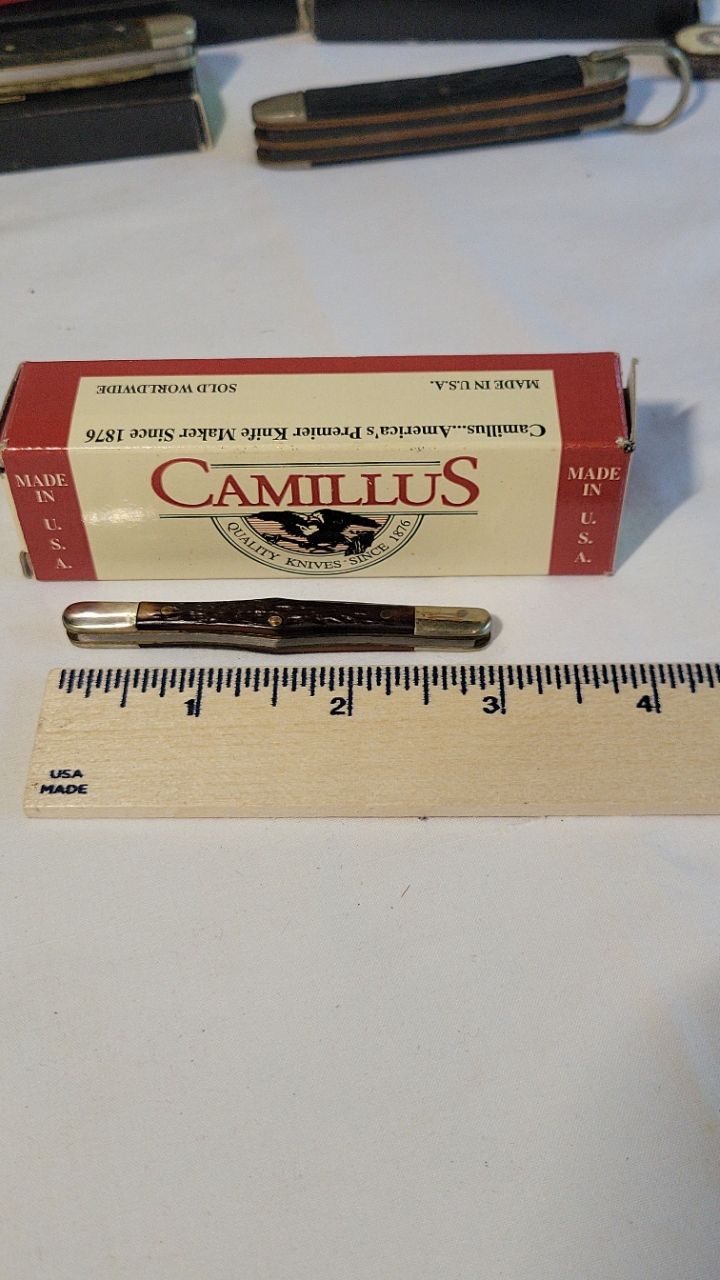 SOLD WORLDWIDE
MADE IN U.S.A.
Camillus...America's Premier Knife Maker Since 1876
MADE
IN
U.
S.
A.
CAMILLUS
QUALITY KNIVES · SINCE 1876
MADE
IN
U.
S.
A.
1 2 3 4
USA
MADE